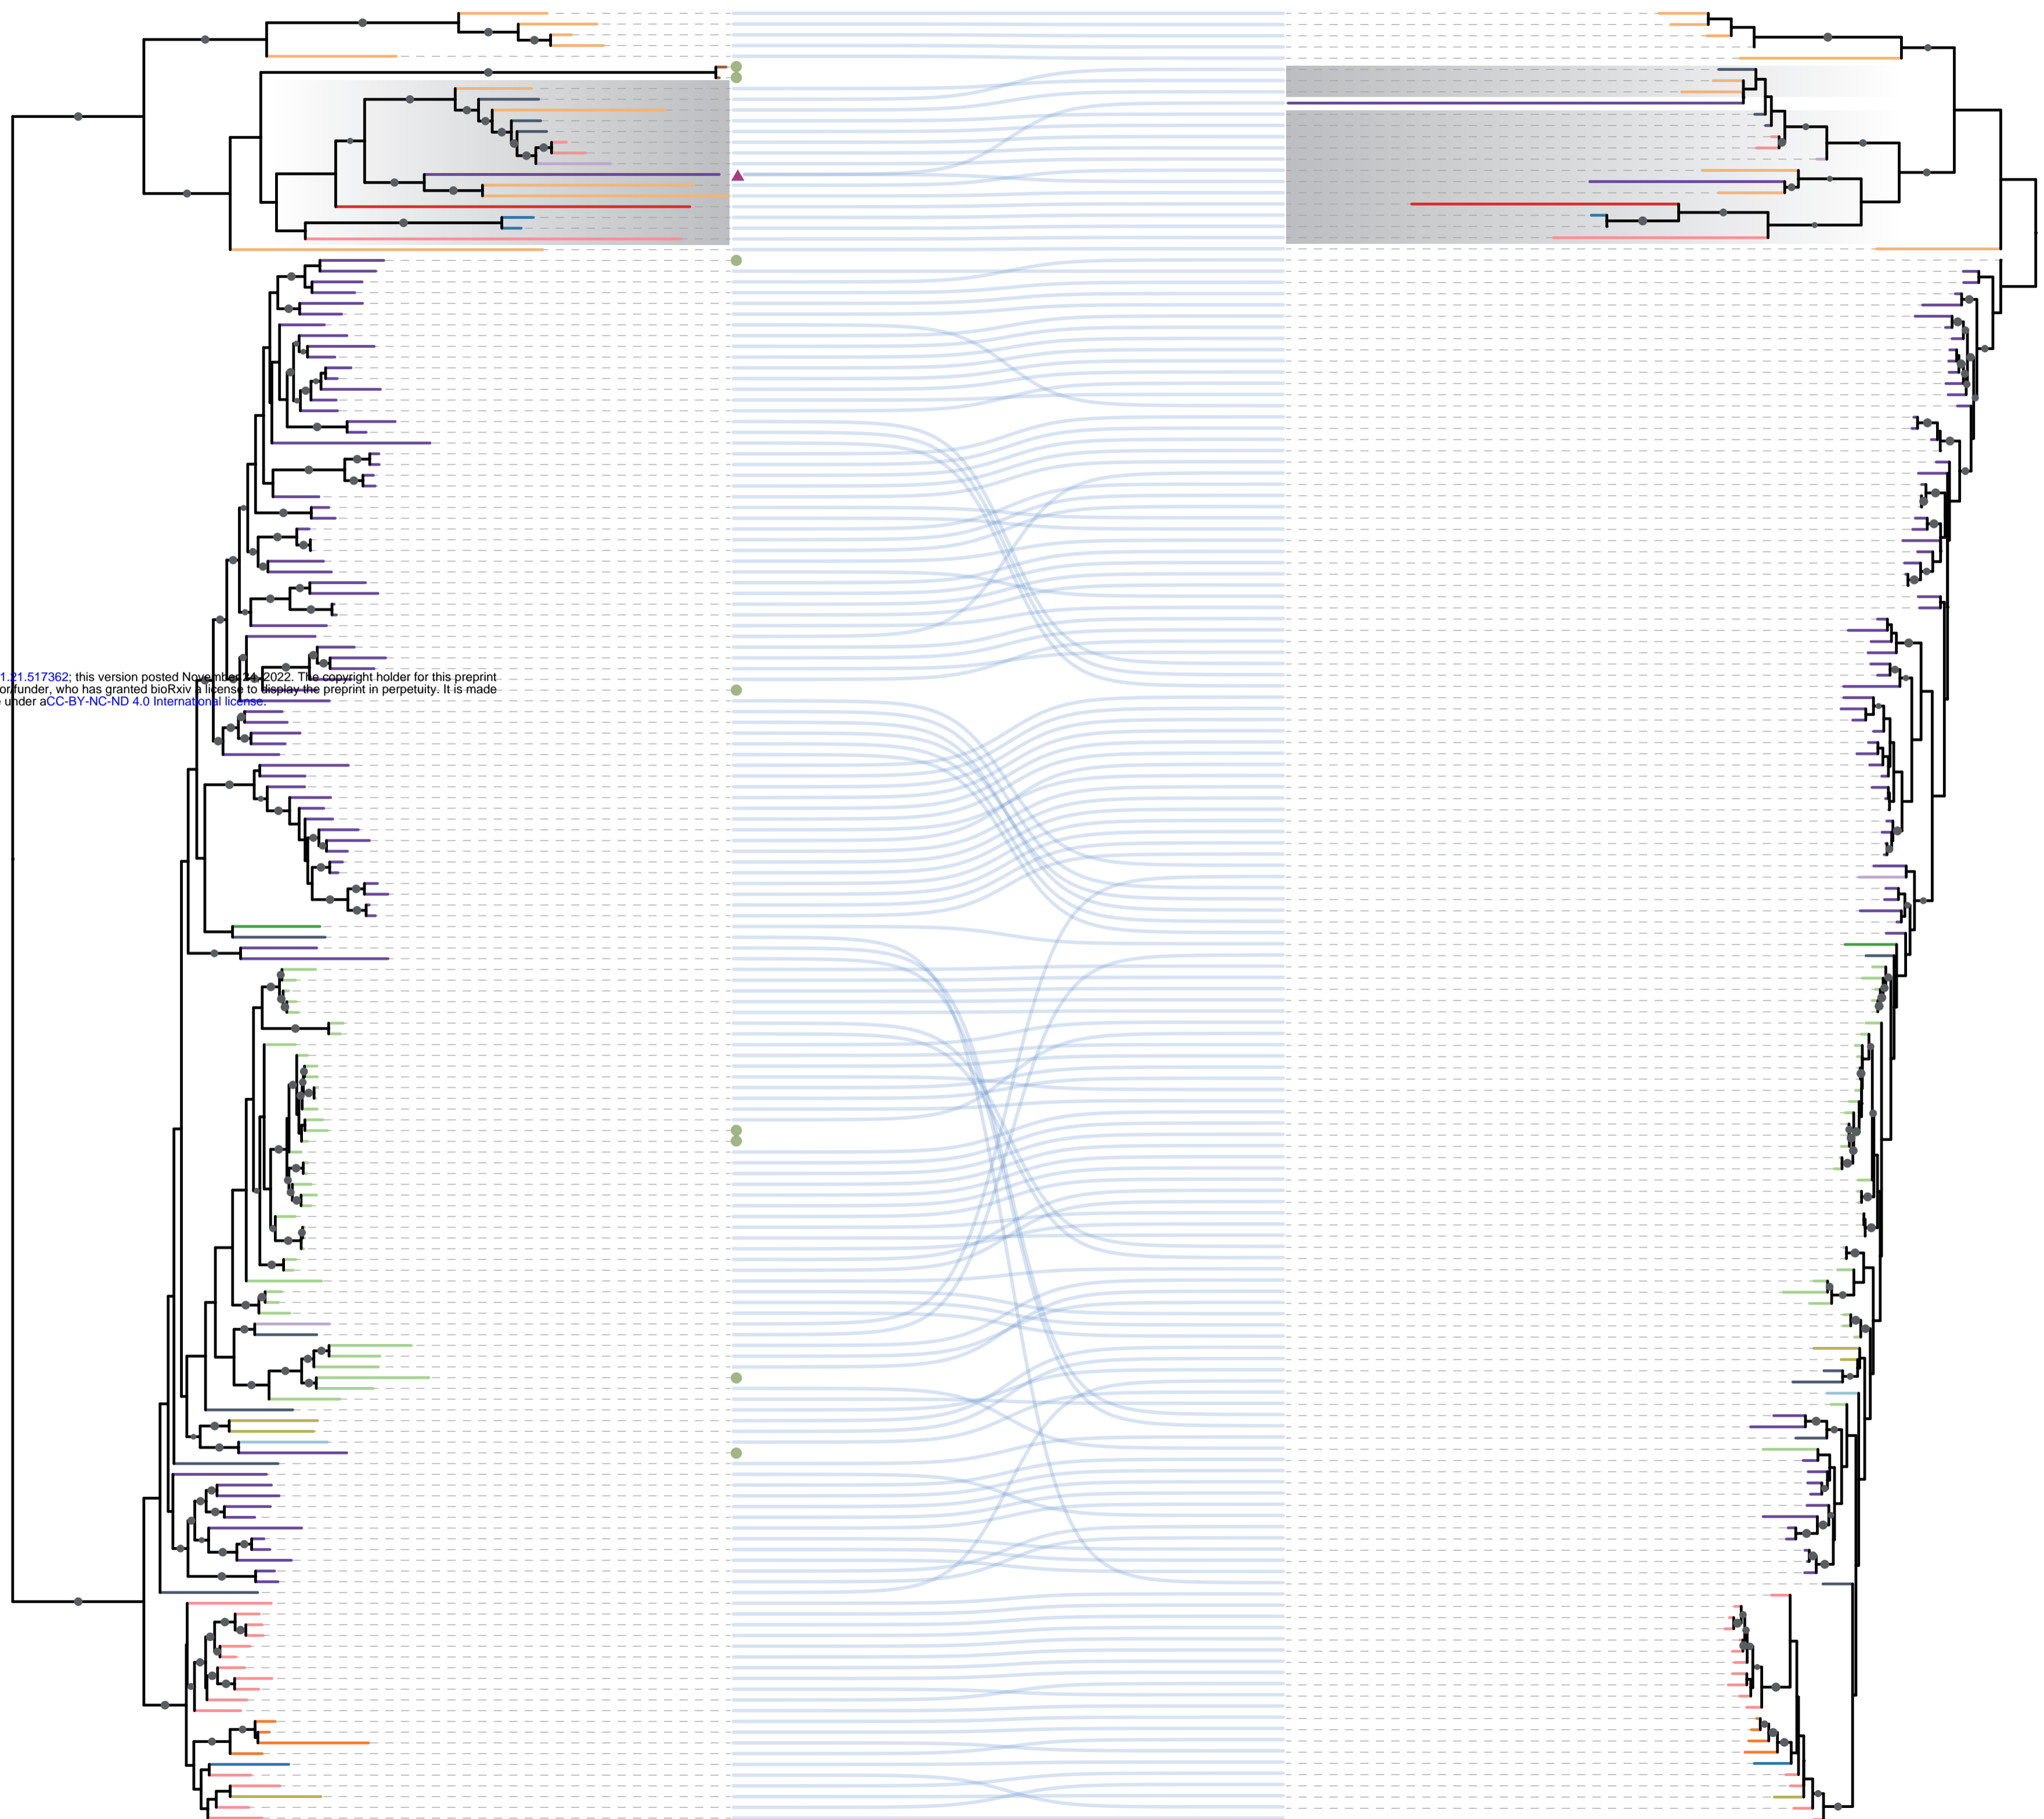 1.21.517362; this version posted November 24, 2022. The copyright holder for this preprint
or/funder, who has granted bioRxiv a license to display the preprint in perpetuity. It is made
under aCC-BY-NC-ND 4.0 International license.